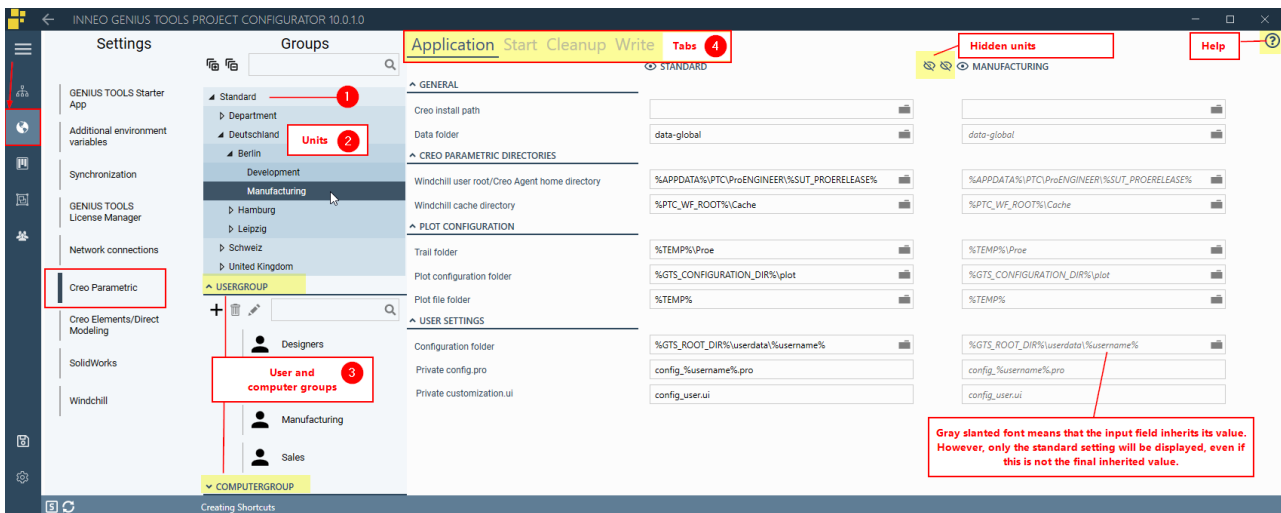 INNEO GENIUS TOOLS PROJECT CONFIGURATOR 10.0.1.0
Settings
GENIUS TOOLS Starter
App
Additional environment
variables
Synchronization
GENIUS TOOLS
License Manager
Network connections
Creo Parametric
Creo Elements/Direct
Modeling
SolidWorks
Windchill
Groups
Standard
1
Department
Deutschland
Units 2
Berlin
Development
Manufacturing
Hamburg
Leipzig
Schweiz
United Kingdom
USERGROUP
Designers
User and
computer groups
3
Manufacturing
Sales
COMPUTERGROUP
Application Start Cleanup Write Tabs 4
Hidden units
Help
STANDARD MANUFACTURING
GENERAL
Creo install path
Data folder data-global data-global
CREO PARAMETRIC DIRECTORIES
Windchill user root/Creo Agent home directory %APPDATA%\PTC\ProENGINEER\%SUT_PROERELEASE% %APPDATA%\PTC\ProENGINEER\%SUT_PROERELEASE%
Windchill cache directory %PTC_WF_ROOT%\Cache %PTC_WF_ROOT%\Cache
PLOT CONFIGURATION
Trail folder %TEMP%\Proe %TEMP%\Proe
Plot configuration folder %GTS_CONFIGURATION_DIR%\plot %GTS_CONFIGURATION_DIR%\plot
Plot file folder %TEMP% %TEMP%
USER SETTINGS
Configuration folder %GTS_ROOT_DIR%\userdata\%username% %GTS_ROOT_DIR%\userdata\%username%
Private config.pro config_%username%.pro config_%username%.pro
Private customization.ui config_user.ui config_user.ui
Gray slanted font means that the input field inherits its value.
However, only the standard setting will be displayed, even if
this is not the final inherited value.
S
Creating Shortcuts